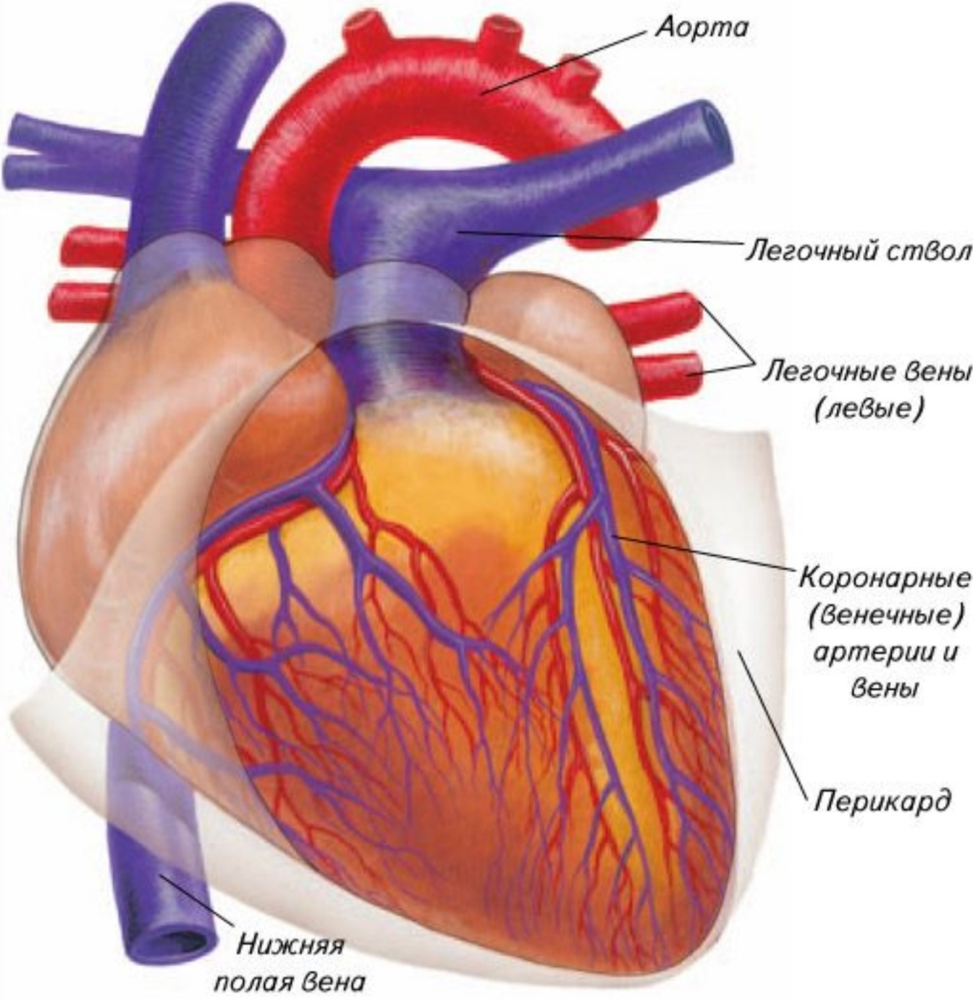 Аорта
Легочный ствол
Легочные вены
(левые)
Коронарные
(венечные)
артерии и
вены
Перикард
Нижняя
полая вена